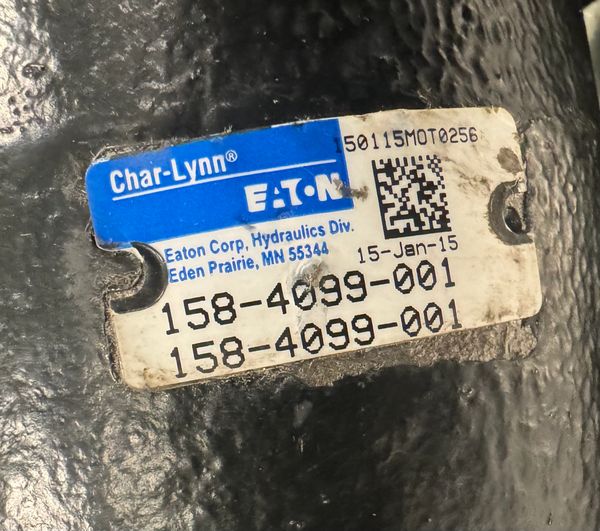 Char-Lynn®
EATON
150115MOT0256
Eaton Corp, Hydraulics Div.
Eden Prairie, MN 55344
15-Jan-15
158-4099-001
158-4099-001